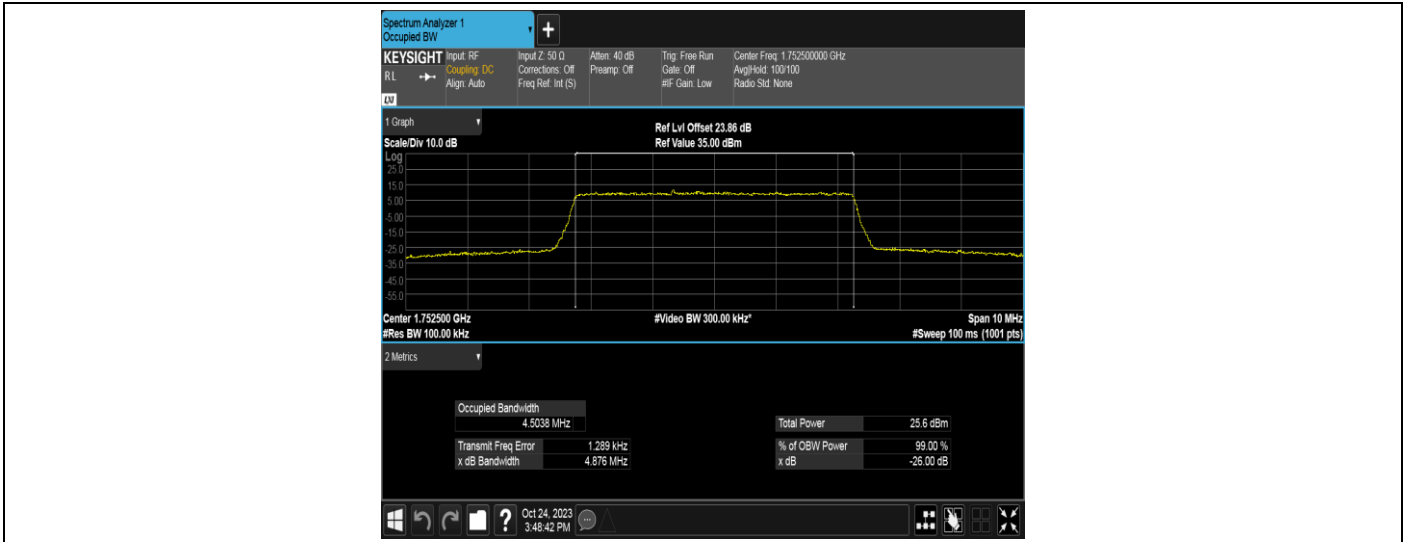 Spectrum Analyzer 1
Occupied BW
+
KEYSIGHT Input: RF Input Z: 50 Ω Atten: 40 dB Trig: Free Run Center Freq: 1.752500000 GHz
RL Coupling: DC Corrections: Off Preamp: Off Gate: Off Avg|Hold: 100/100
Align: Auto Freq Ref: Int (S) #IF Gain: Low Radio Std: None
LXI
1 Graph
Ref Lvl Offset 23.86 dB
Scale/Div 10.0 dB Ref Value 35.00 dBm
Log
25.0
15.0
5.00
-5.00
-15.0
-25.0
-35.0
-45.0
-55.0
Center 1.752500 GHz #Video BW 300.00 kHz* Span 10 MHz
#Res BW 100.00 kHz #Sweep 100 ms (1001 pts)
2 Metrics
Occupied Bandwidth
4.5038 MHz Total Power 25.6 dBm
Transmit Freq Error 1.289 kHz % of OBW Power 99.00 %
x dB Bandwidth 4.876 MHz x dB -26.00 dB
? Oct 24, 2023
3:48:42 PM